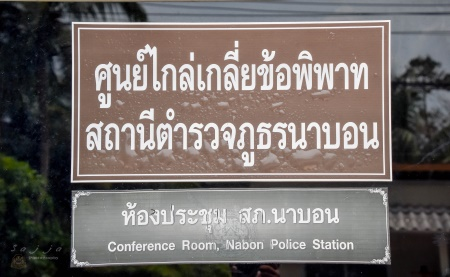 ศูนย์ไกล่เกลี่ยข้อพิพาท
สถานีตำรวจภูธรนาบอน
ห้องประชุม สภ.นาบอน
Conference Room, Nabon Police Station